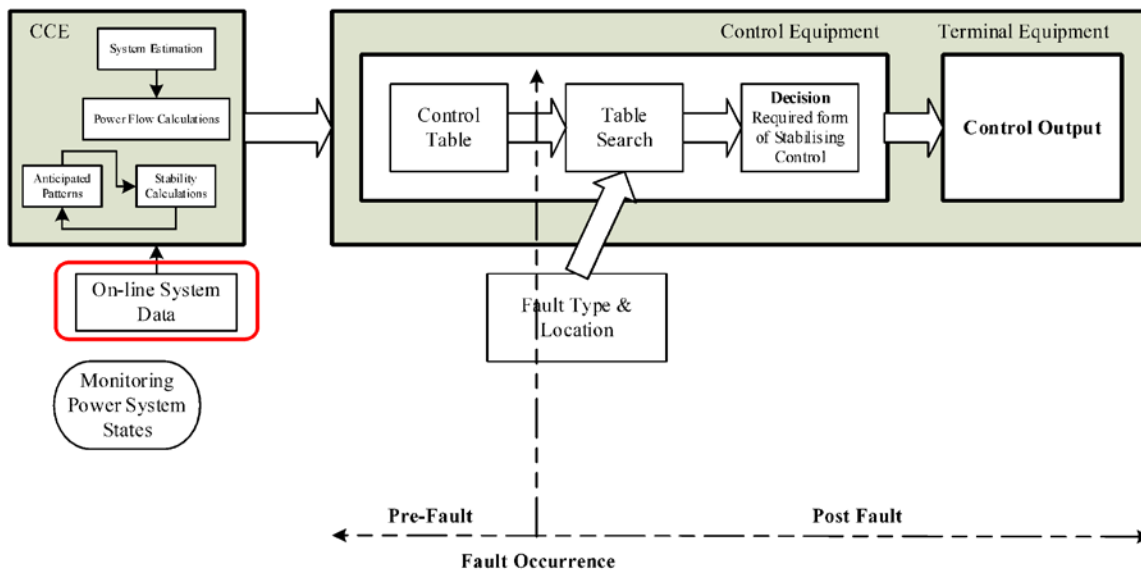 CCE
System Estimation
Power Flow Calculations
Anticipated
Patterns
Stability
Calculations
On-line System
Data
Monitoring
Power System
States
Control Equipment
Control
Table
Table
Search
Decision
Required form
of Stabilising
Control
Terminal Equipment
Control Output
Fault Type &
Location
Pre-Fault
Post Fault
Fault Occurrence